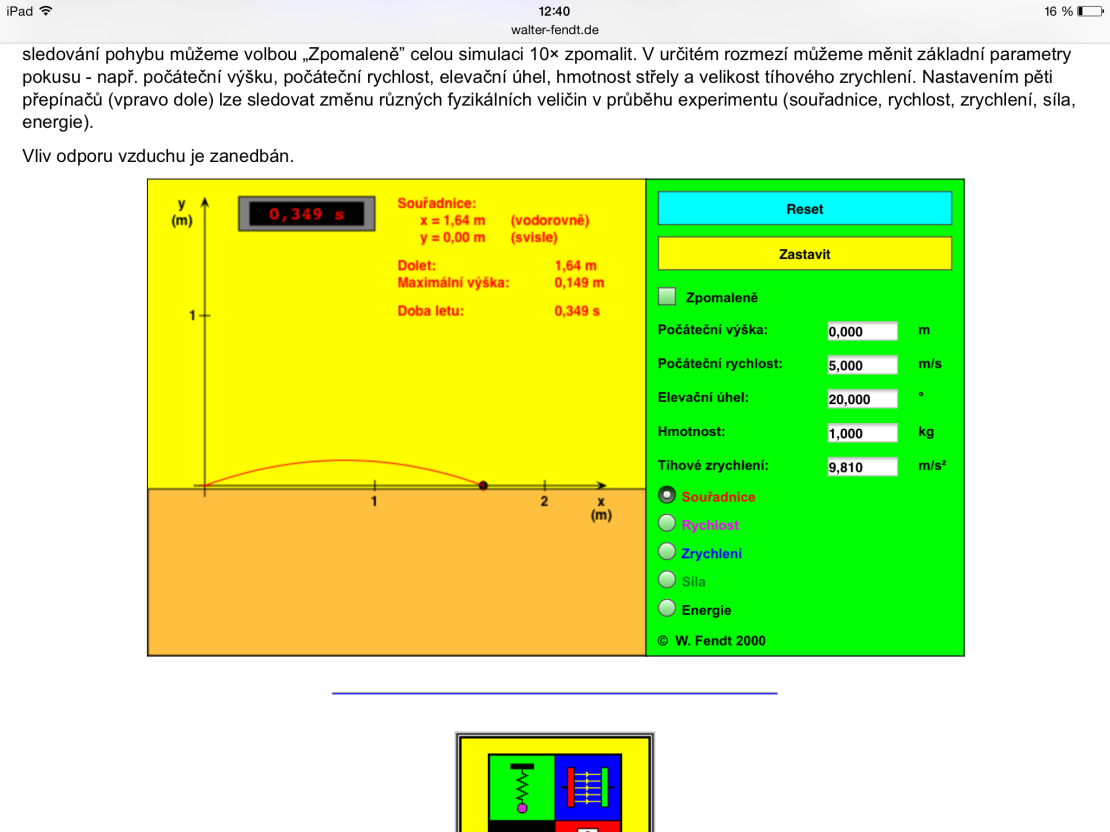 iPad 12:40 16 %
walter-fendt.de
sledování pohybu můžeme volbou „Zpomaleně” celou simulaci 10× zpomalit. V určitém rozmezí můžeme měnit základní parametry
pokusu - např. počáteční výšku, počáteční rychlost, elevační úhel, hmotnost střely a velikost tíhového zrychlení. Nastavením pěti
přepínačů (vpravo dole) lze sledovat změnu různých fyzikálních veličin v průběhu experimentu (souřadnice, rychlost, zrychlení, síla,
energie).
Vliv odporu vzduchu je zanedbán.
y
(m)
0,349 s
Souřadnice:
x = 1,64 m (vodorovně)
y = 0,00 m (svisle)
Dolet: 1,64 m
Maximální výška: 0,149 m
Doba letu: 0,349 s
1
1 2 x
(m)
Reset
Zastavit
Zpomaleně
Počáteční výška: 0,000 m
Počáteční rychlost: 5,000 m/s
Elevační úhel: 20,000 °
Hmotnost: 1,000 kg
Tíhové zrychlení: 9,810 m/s²
Souřadnice
Rychlost
Zrychlení
Síla
Energie
© W. Fendt 2000